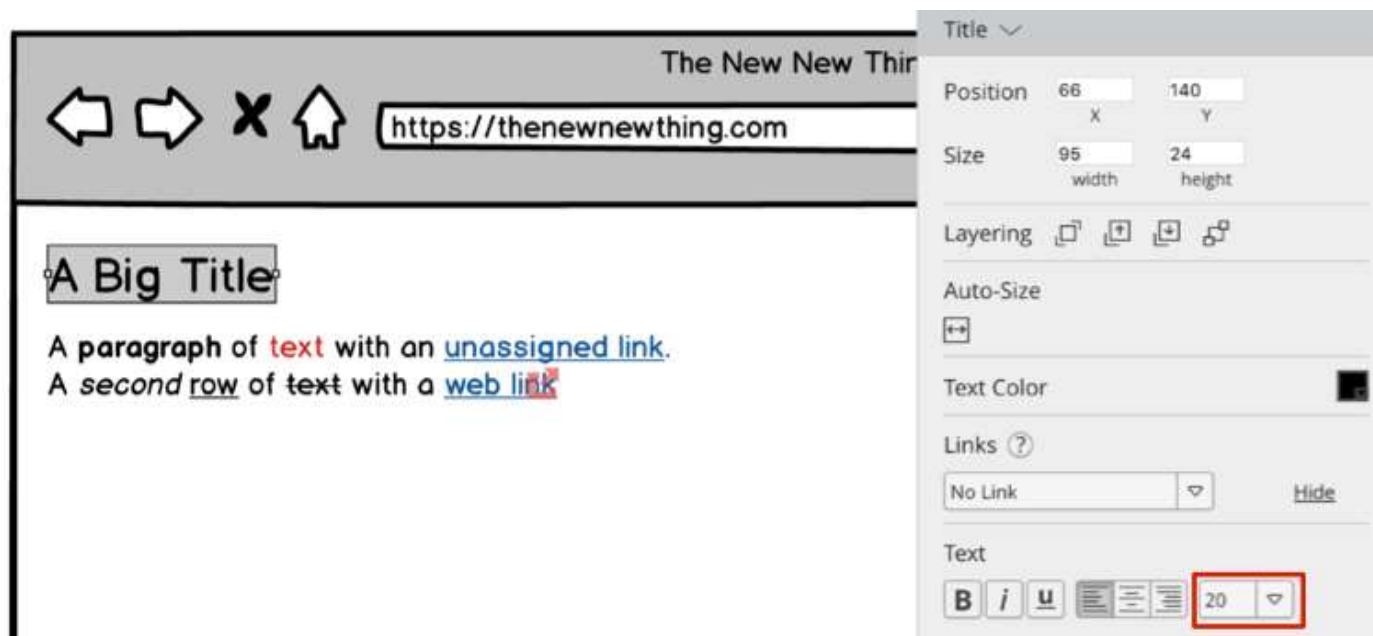 The New New Thin
https://thenewnewthing.com
A Big Title
A paragraph of text with an unassigned link.
A second row of text with a web link
Title
Position 66 140
X Y
Size 95 24
width height
Layering
Auto-Size
Text Color
Links ?
No Link Hide
Text
B i u 20